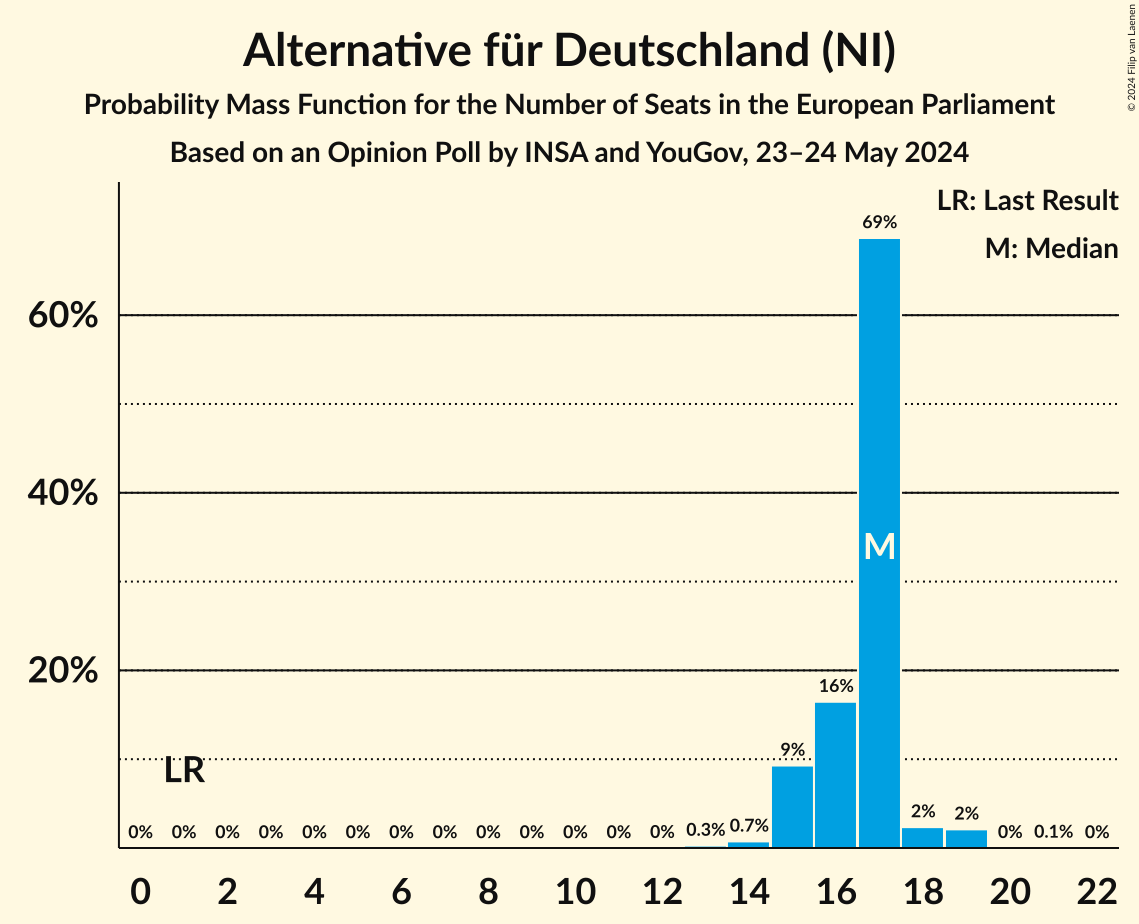 Alternative für Deutschland (NI)
Probability Mass Function for the Number of Seats in the European Parliament
Based on an Opinion Poll by INSA and YouGov, 23–24 May 2024
© 2024 Filip van Laenen
LR: Last Result
M: Median
69%
60%
40%
M
20%
16%
9%
LR
0% 0% 0% 0% 0% 0% 0% 0% 0% 0% 0% 0% 0% 0.3% 0.7% 2% 2% 0% 0.1% 0%
0 2 4 6 8 10 12 14 16 18 20 22